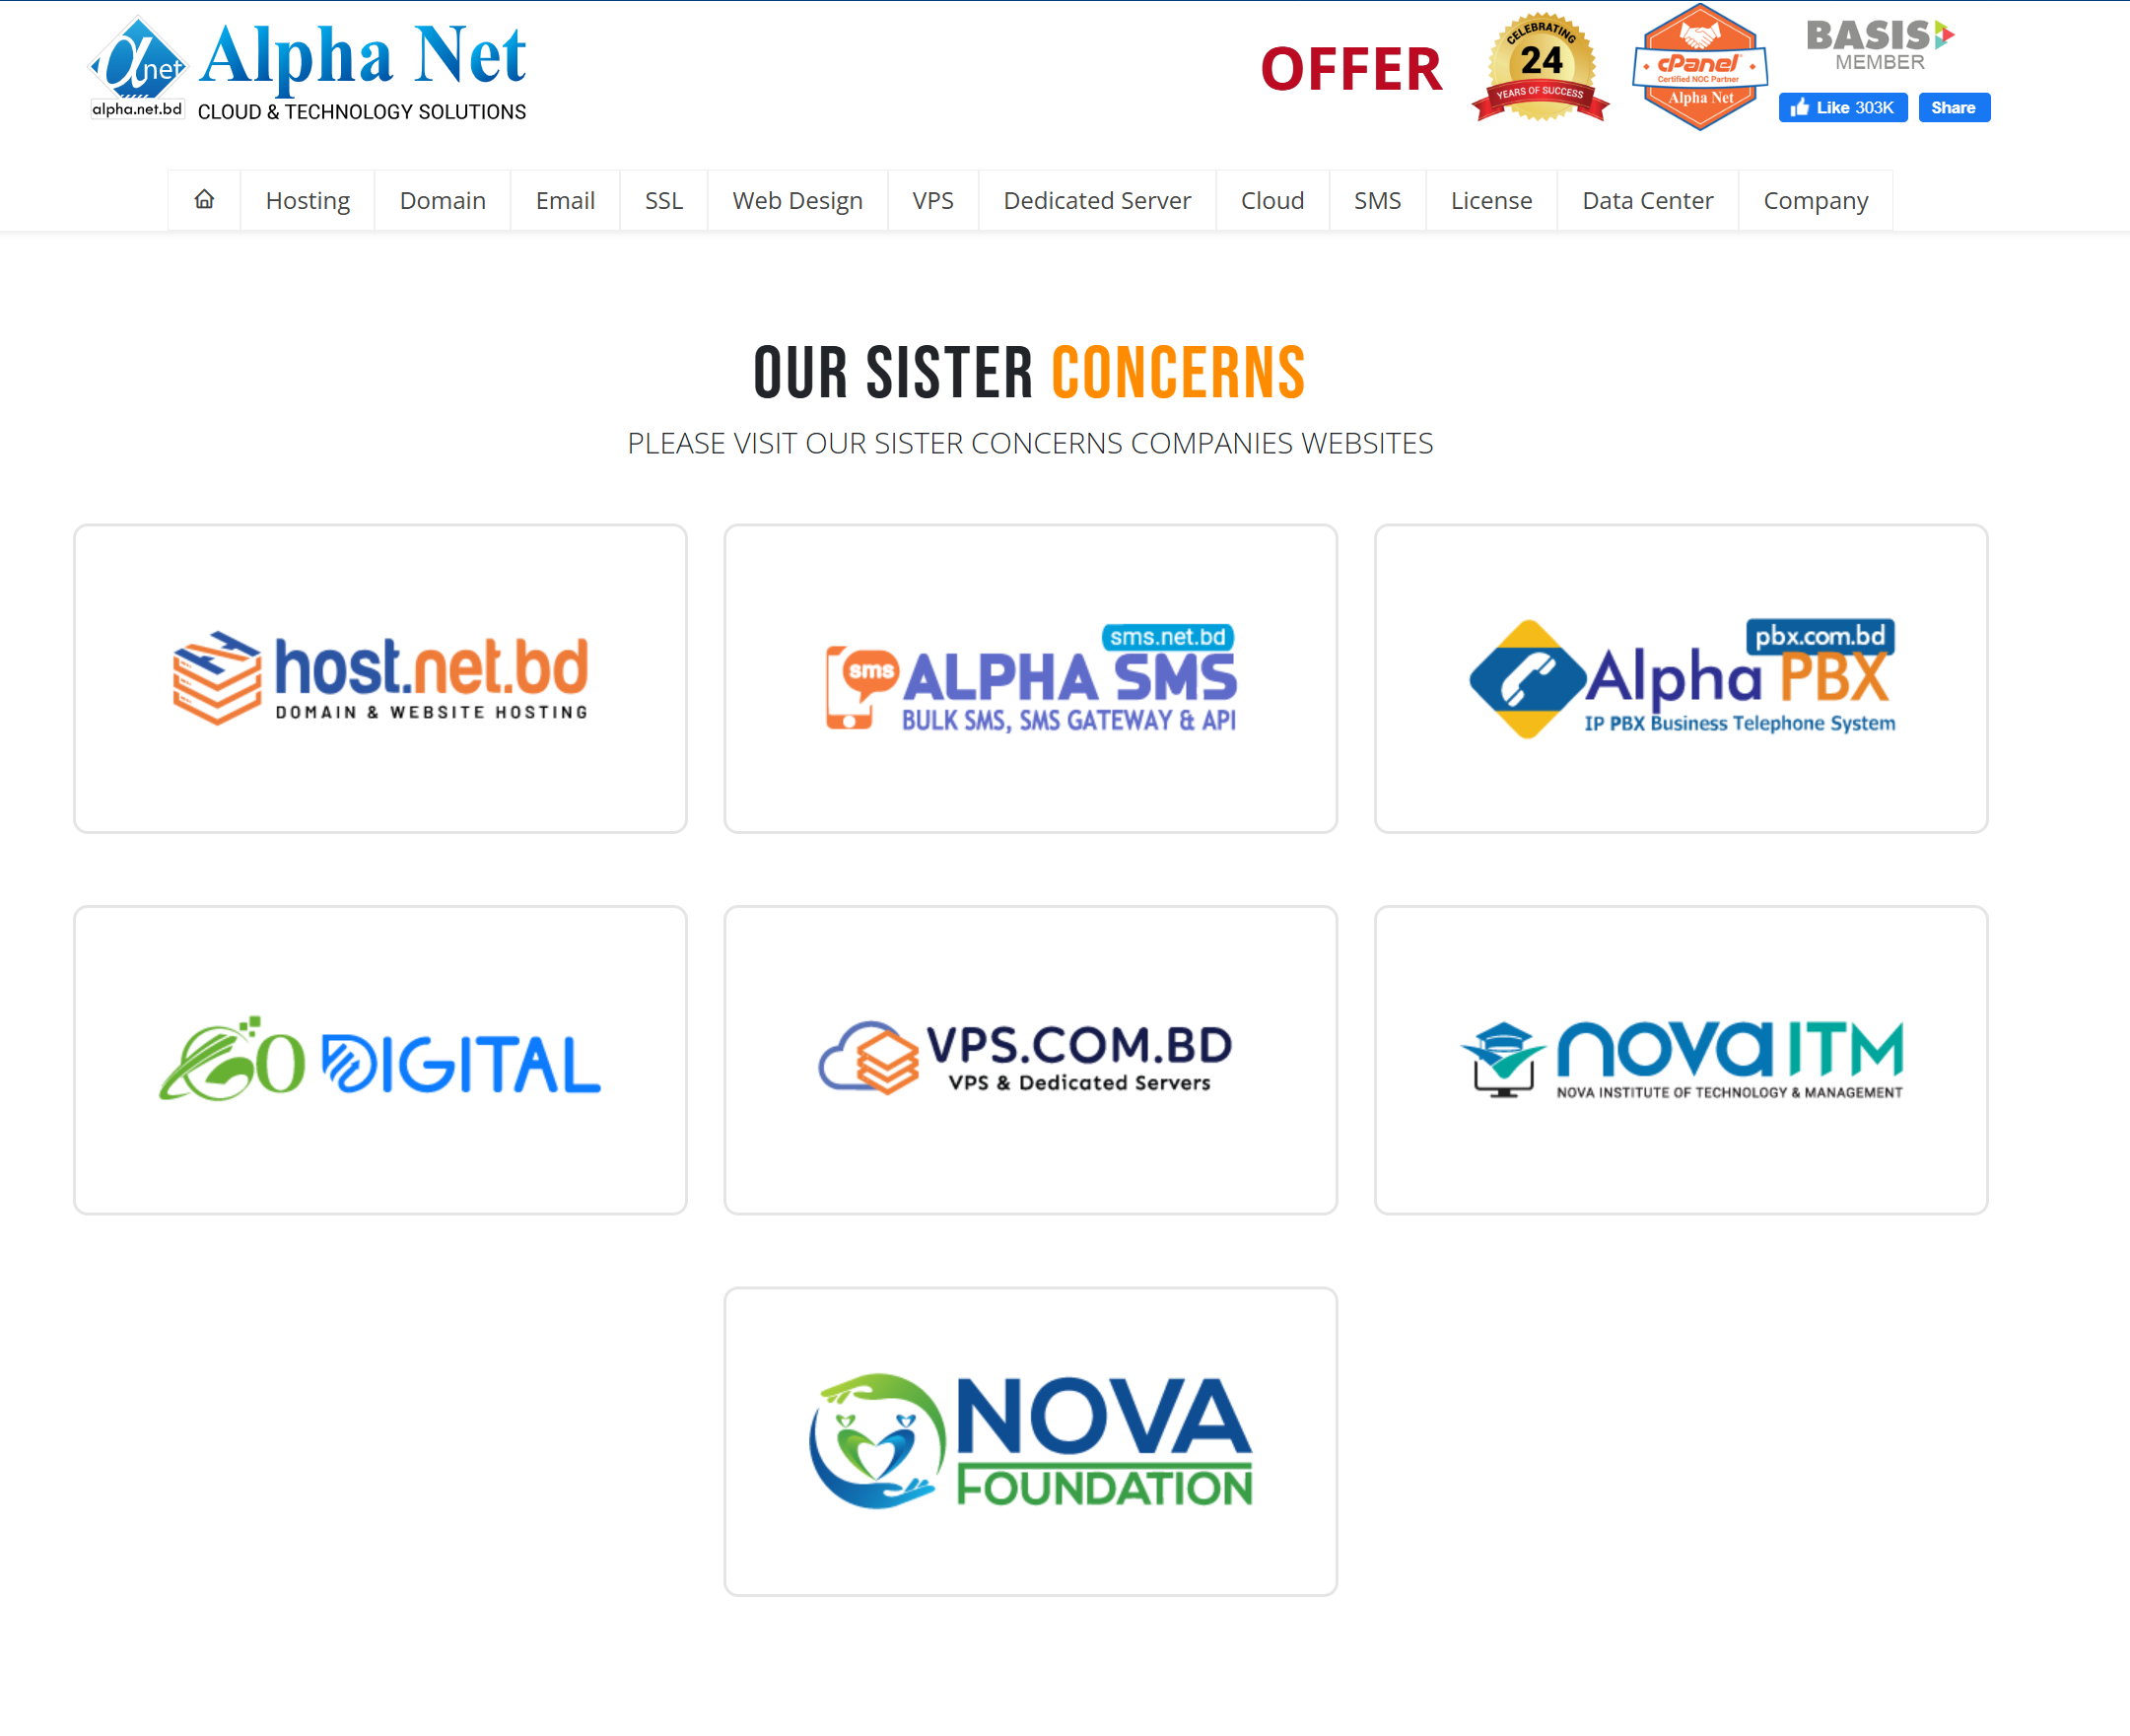 αnet
alpha.net.bd
Alpha Net
CLOUD & TECHNOLOGY SOLUTIONS
OFFER
CELEBRATING
24
YEARS OF SUCCESS
cPanel®
Certified NOC Partner
Alpha Net
BASIS
MEMBER
Like 303K
Share
Hosting
Domain
Email
SSL
Web Design
VPS
Dedicated Server
Cloud
SMS
License
Data Center
Company
OUR SISTER CONCERNS
PLEASE VISIT OUR SISTER CONCERNS COMPANIES WEBSITES
host.net.bd
DOMAIN & WEBSITE HOSTING
sms.net.bd
sms
ALPHA SMS
BULK SMS, SMS GATEWAY & API
pbx.com.bd
Alpha PBX
IP PBX Business Telephone System
GO DIGITAL
VPS.COM.BD
VPS & Dedicated Servers
nova ITM
NOVA INSTITUTE OF TECHNOLOGY & MANAGEMENT
NOVA
FOUNDATION